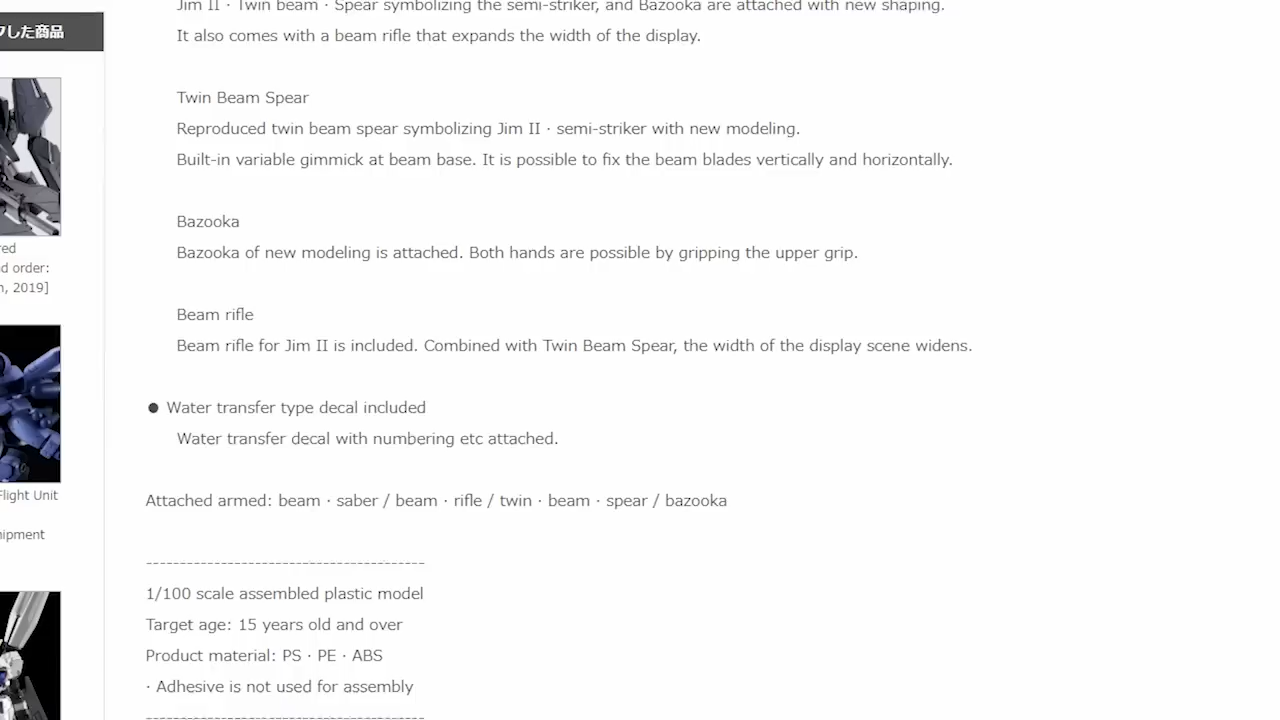 Jim II · Twin beam · Spear symbolizing the semi-striker, and Bazooka are attached with new shaping.
It also comes with a beam rifle that expands the width of the display.
した商品
Twin Beam Spear
Reproduced twin beam spear symbolizing Jim II · semi-striker with new modeling.
Built-in variable gimmick at beam base. It is possible to fix the beam blades vertically and horizontally.
Bazooka
Bazooka of new modeling is attached. Both hands are possible by gripping the upper grip.
red
d order:
, 2019]
Beam rifle
Beam rifle for Jim II is included. Combined with Twin Beam Spear, the width of the display scene widens.
● Water transfer type decal included
Water transfer decal with numbering etc attached.
Flight Unit
hipment
Attached armed: beam · saber / beam · rifle / twin · beam · spear / bazooka
-----------------------------------------
1/100 scale assembled plastic model
Target age: 15 years old and over
Product material: PS · PE · ABS
· Adhesive is not used for assembly
-----------------------------------------